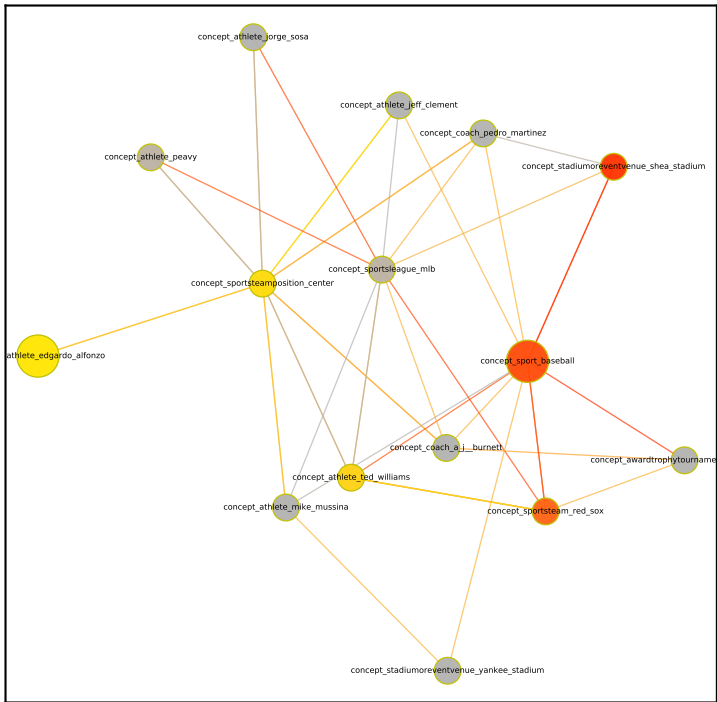 concept_athlete_jorge_sosa
concept_athlete_jeff_clement
concept_coach_pedro_martinez
concept_athlete_peavy
concept_stadiumoreventvenue_shea_stadium
concept_sportsleague_mlb
concept_sportsteamposition_center
athlete_edgardo_alfonzo
concept_sport_baseball
concept_coach_a_j__burnett
concept_awardtrophytourname
concept_athlete_ted_williams
concept_athlete_mike_mussina
concept_sportsteam_red_sox
concept_stadiumoreventvenue_yankee_stadium